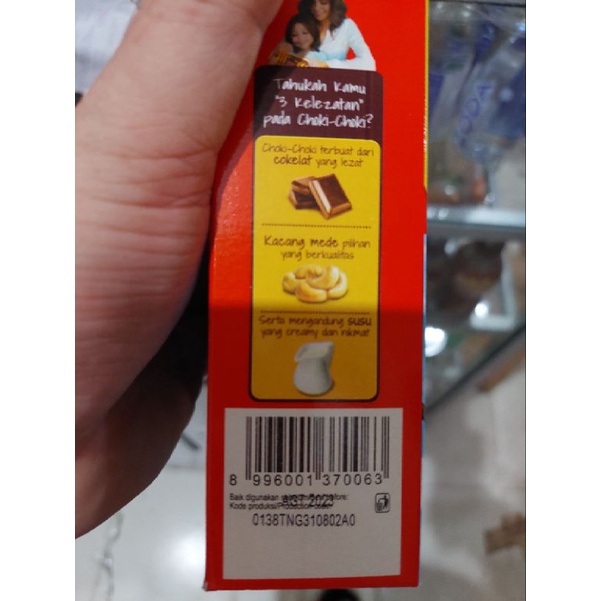 Tahukah Kamu
"3 Kelezatan"
pada Choki-Choki?
Choki-Choki terbuat dari
cokelat yang lezat
Kacang mede pilihan
yang berkualitas
Serta mengandung susu
yang creamy dan nikmat
8 996001 370063
Baik digunakan
Kode produksi/Production code:
0138TNG310802A0